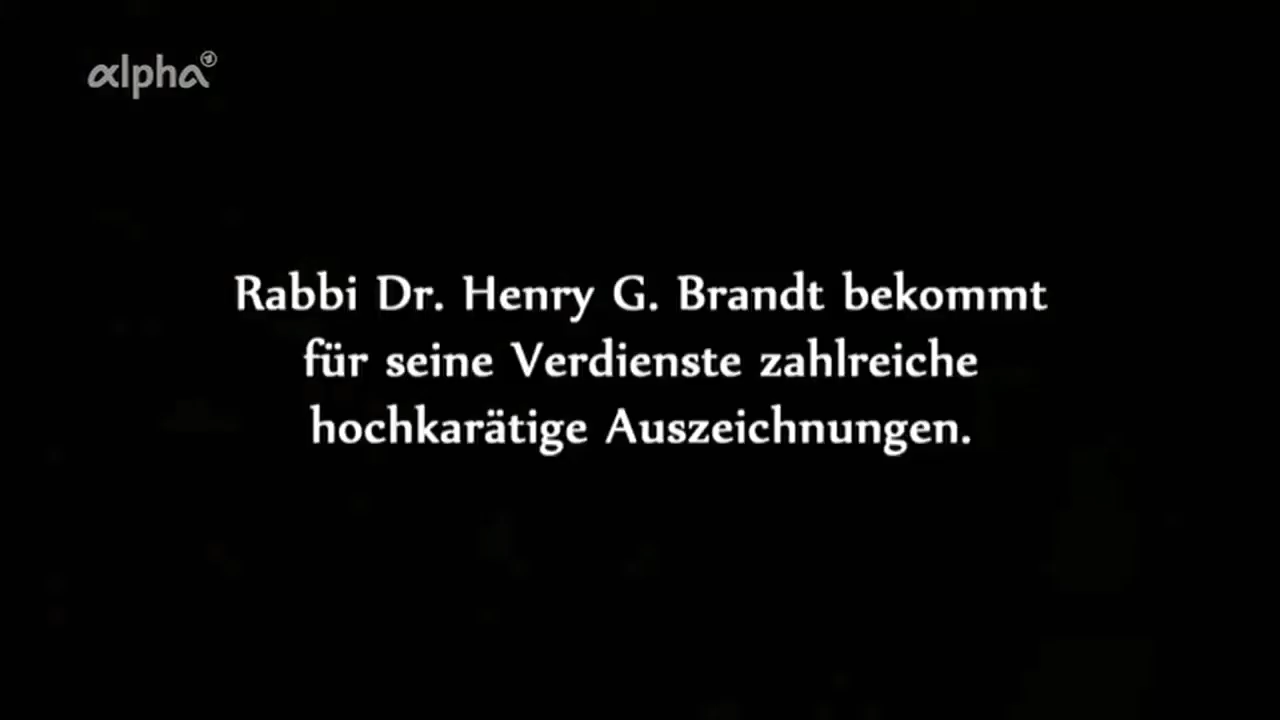 alpha
Rabbi Dr. Henry G. Brandt bekommt
für seine Verdienste zahlreiche
hochkarätige Auszeichnungen.